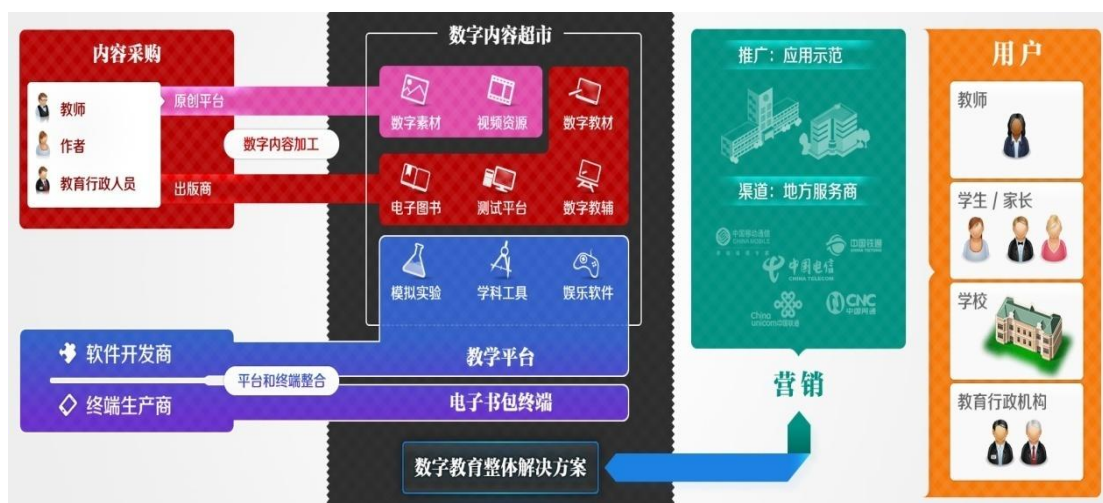 内容采购
教师
作者
教育行政人员
原创平台
数字内容加工
出版商
软件开发商
平台和终端整合
终端生产商
数字内容超市
数字素材
视频资源
数字教材
电子图书
测试平台
数字教辅
模拟实验
学科工具
娱乐软件
教学平台
电子书包终端
数字教育整体解决方案
推广：应用示范
渠道：地方服务商
中国移动通信
CHINA MOBILE
中国铁通
中国电信
CHINA TELECOM
China
unicom中国联通
CNC
中国网通
营销
用户
教师
学生 / 家长
学校
教育行政机构